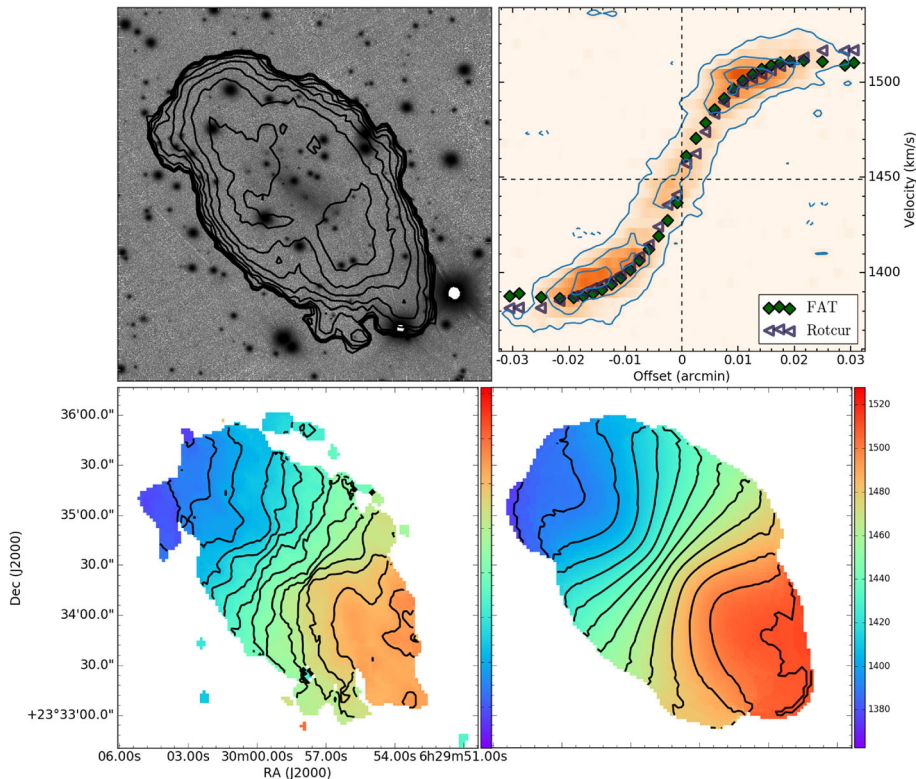 1500
1450
1400
Velocity (km/s)
FAT
Rotcur
-0.03 -0.02 -0.01 0 0.01 0.02 0.03
Offset (arcmin)
36'00.0"
30.0"
35'00.0"
30.0"
34'00.0"
30.0"
+23°33'00.0"
Dec (J2000)
06.00s 03.00s 30m00.00s 57.00s 54.00s 6h29m51.00s
RA (J2000)
1520
1500
1480
1460
1440
1420
1400
1380